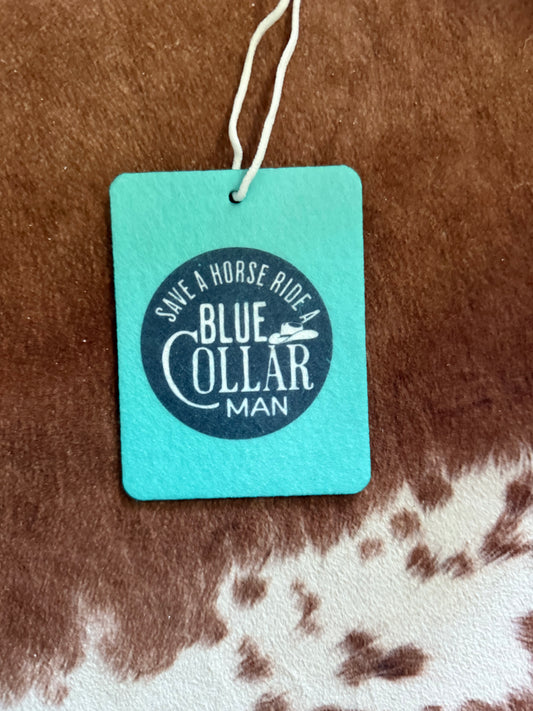 SAVE A HORSE RIDE A
BLUE
COLLAR
MAN